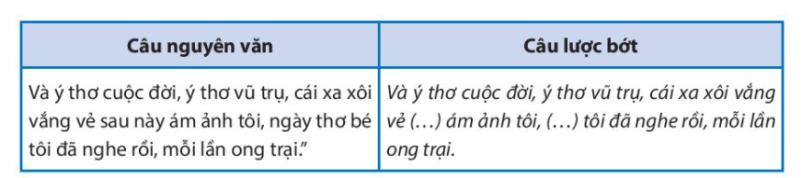 Câu nguyên văn
Câu lược bớt
Và ý thơ cuộc đời, ý thơ vũ trụ, cái xa xôi
vắng vẻ sau này ám ảnh tôi, ngày thơ bé
tôi đã nghe rồi, mỗi lần ong trại.”
Và ý thơ cuộc đời, ý thơ vũ trụ, cái xa xôi vắng
vẻ (…) ám ảnh tôi, (…) tôi đã nghe rồi, mỗi lần
ong trại.